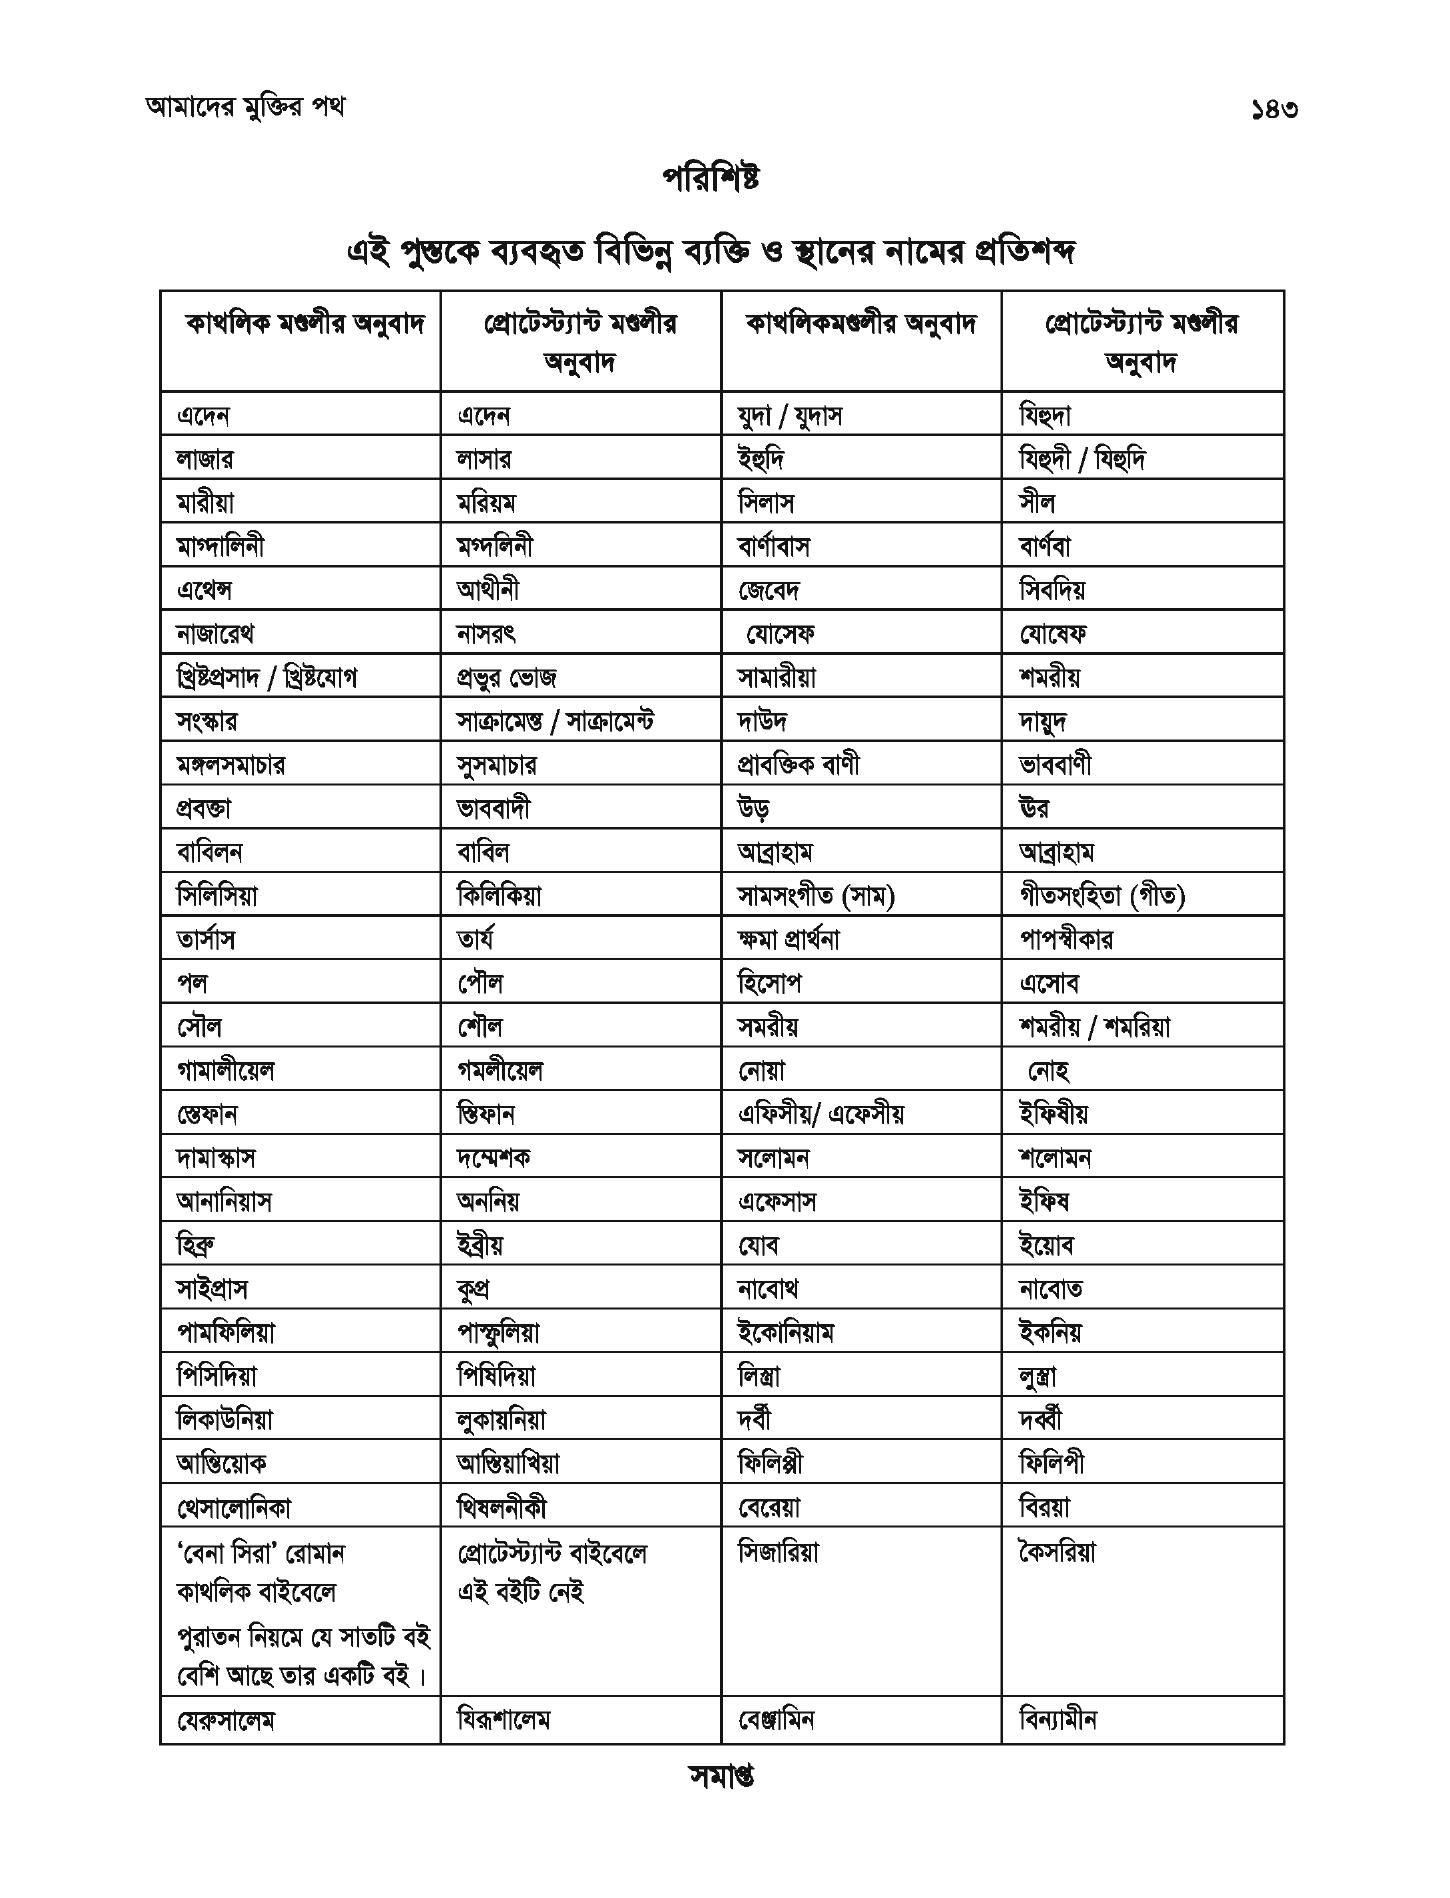 আমাদের মুক্তির পথ ১৪৩
পরিশিষ্ট
এই পুস্তকে ব্যবহৃত বিভিন্ন ব্যক্তি ও স্থানের নামের প্রতিশব্দ
কাথলিক মণ্ডলীর অনুবাদ প্রোটেস্ট্যান্ট মণ্ডলীর অনুবাদ কাথলিকমণ্ডলীর অনুবাদ প্রোটেস্ট্যান্ট মণ্ডলীর অনুবাদ
এদেন এদেন যুদা / যুদাস যিহুদা
লাজার লাসার ইহুদি যিহুদী / যিহুদি
মারীয়া মরিয়ম সিলাস সীল
মাগ্দালিনী মগ্দলিনী বার্ণাবাস বার্ণবা
এথেন্স আথীনী জেবেদ সিবদিয়
নাজারেথ নাসরৎ যোসেফ যোষেফ
খ্রিষ্টপ্রসাদ / খ্রিষ্টযোগ প্রভুর ভোজ সামারীয়া শমরীয়
সংস্কার সাক্রামেন্ত / সাক্রামেন্ট দাউদ দায়ুদ
মঙ্গলসমাচার সুসমাচার প্রাবক্তিক বাণী ভাববাণী
প্রবক্তা ভাববাদী উড় ঊর
বাবিলন বাবিল আব্রাহাম আব্রাহাম
সিলিসিয়া কিলিকিয়া সামসংগীত (সাম) গীতসংহিতা (গীত)
তার্সাস তার্য ক্ষমা প্রার্থনা পাপস্বীকার
পল পৌল হিসোপ এসোব
সৌল শৌল সমরীয় শমরীয় / শমরিয়া
গামালীয়েল গমলীয়েল নোয়া নোহ
স্তেফান স্তিফান এফিসীয়/ এফেসীয় ইফিষীয়
দামাস্কাস দম্মেশক সলোমন শলোমন
আনানিয়াস অননিয় এফেসাস ইফিষ
হিব্রু ইব্রীয় যোব ইয়োব
সাইপ্রাস কুপ্র নাবোথ নাবোত
পামফিলিয়া পাম্ফুলিয়া ইকোনিয়াম ইকনিয়
পিসিদিয়া পিষিদিয়া লিস্ত্রা লুস্ত্রা
লিকাউনিয়া লুকায়নিয়া দর্বী দর্ব্বী
আন্তিয়োক আন্তিয়াখিয়া ফিলিপ্পী ফিলিপী
থেসালোনিকা থিষলনীকী বেরেয়া বিরয়া
‘বেনা সিরা’ রোমান প্রোটেস্ট্যান্ট বাইবেলে সিজারিয়া কৈসরিয়া
কাথলিক বাইবেলে এই বইটি নেই
পুরাতন নিয়মে যে সাতটি বই
বেশি আছে তার একটি বই ।
যেরুসালেম যিরূশালেম বেঞ্জামিন বিন্যামীন
সমাপ্ত